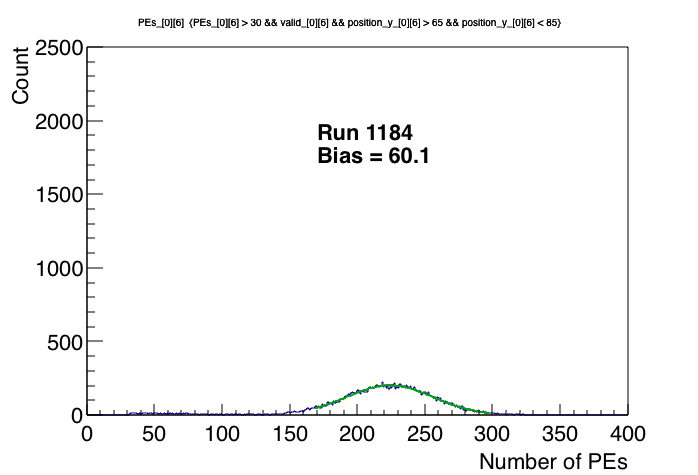 PEs_[0][6] {PEs_[0][6] > 30 && valid_[0][6] && position_y_[0][6] > 65 && position_y_[0][6] < 85}
Count
2500
2000
1500
1000
500
0
Run 1184
Bias = 60.1
0 50 100 150 200 250 300 350 400
Number of PEs